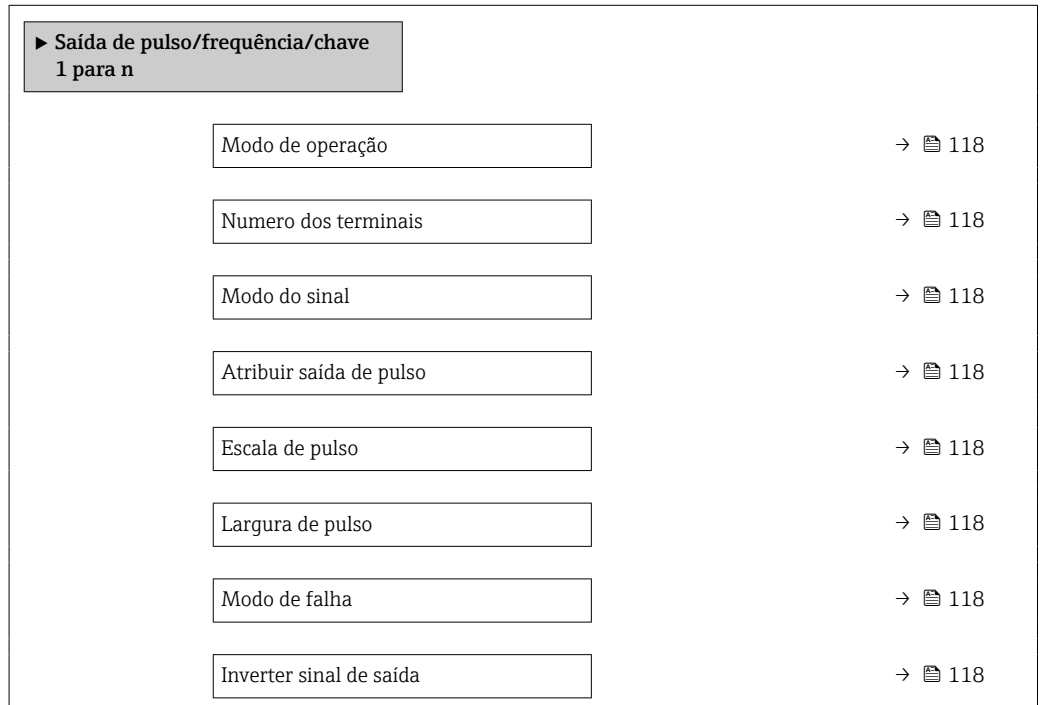 ▶ Saída de pulso/frequência/chave
1 para n
Modo de operação → 118
Numero dos terminais → 118
Modo do sinal → 118
Atribuir saída de pulso → 118
Escala de pulso → 118
Largura de pulso → 118
Modo de falha → 118
Inverter sinal de saída → 118